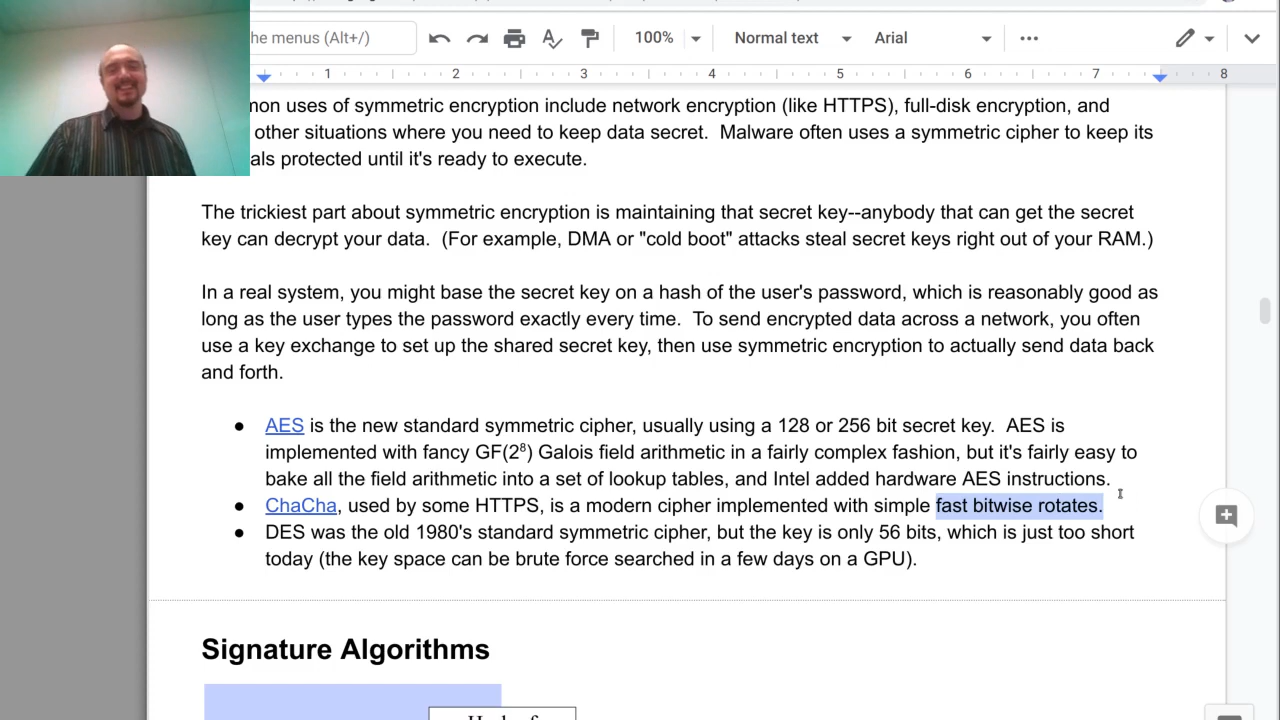 he menus (Alt+/)
100%
Normal text
Arial
1 2 3 4 5 6 7 8
uses of symmetric encryption include network encryption (like HTTPS), full-disk encryption, and
other situations where you need to keep data secret. Malware often uses a symmetric cipher to keep its
protected until it's ready to execute.
The trickiest part about symmetric encryption is maintaining that secret key--anybody that can get the secret
key can decrypt your data. (For example, DMA or "cold boot" attacks steal secret keys right out of your RAM.)
In a real system, you might base the secret key on a hash of the user's password, which is reasonably good as
long as the user types the password exactly every time. To send encrypted data across a network, you often
use a key exchange to set up the shared secret key, then use symmetric encryption to actually send data back
and forth.
● AES is the new standard symmetric cipher, usually using a 128 or 256 bit secret key. AES is
implemented with fancy GF(2⁸) Galois field arithmetic in a fairly complex fashion, but it's fairly easy to
bake all the field arithmetic into a set of lookup tables, and Intel added hardware AES instructions.
● ChaCha, used by some HTTPS, is a modern cipher implemented with simple fast bitwise rotates.
● DES was the old 1980's standard symmetric cipher, but the key is only 56 bits, which is just too short
today (the key space can be brute force searched in a few days on a GPU).
Signature Algorithms